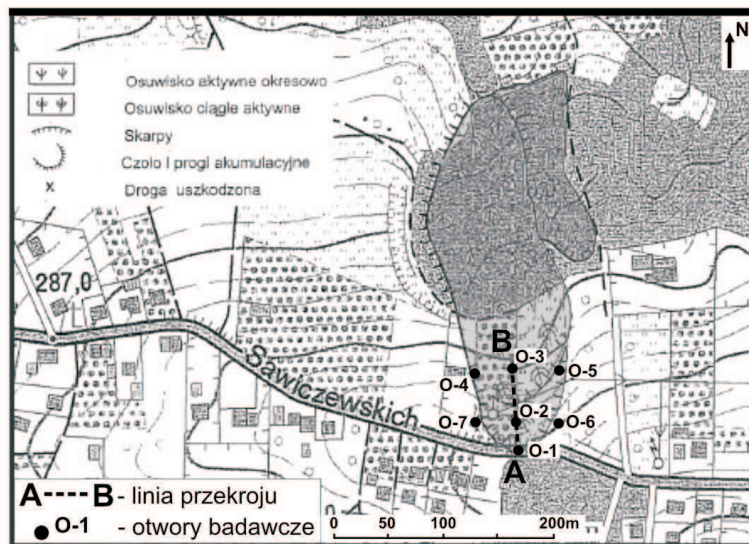 N
Osuwisko aktywne okresowo
Osuwisko ciągle aktywne
Skarpy
Czoło i progi akumulacyjne
x Droga uszkodzona
287,0
Sawiczewskich
B
O-3
O-4
O-5
O-2
O-7
O-6
O-1
A
A B - linia przekroju
O-1 - otwory badawcze
0 50 100 200m